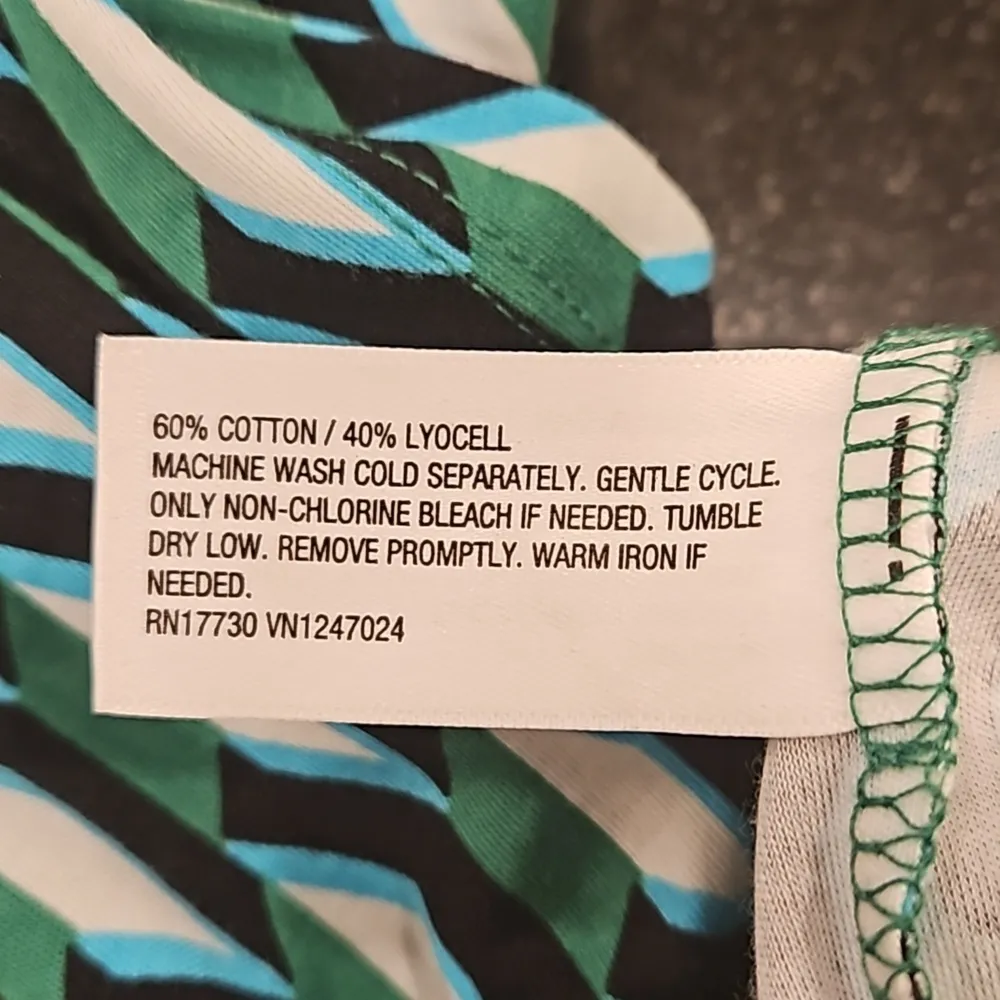 60% COTTON / 40% LYOCELL
MACHINE WASH COLD SEPARATELY. GENTLE CYCLE.
ONLY NON-CHLORINE BLEACH IF NEEDED. TUMBLE
DRY LOW. REMOVE PROMPTLY. WARM IRON IF
NEEDED.
RN17730 VN1247024